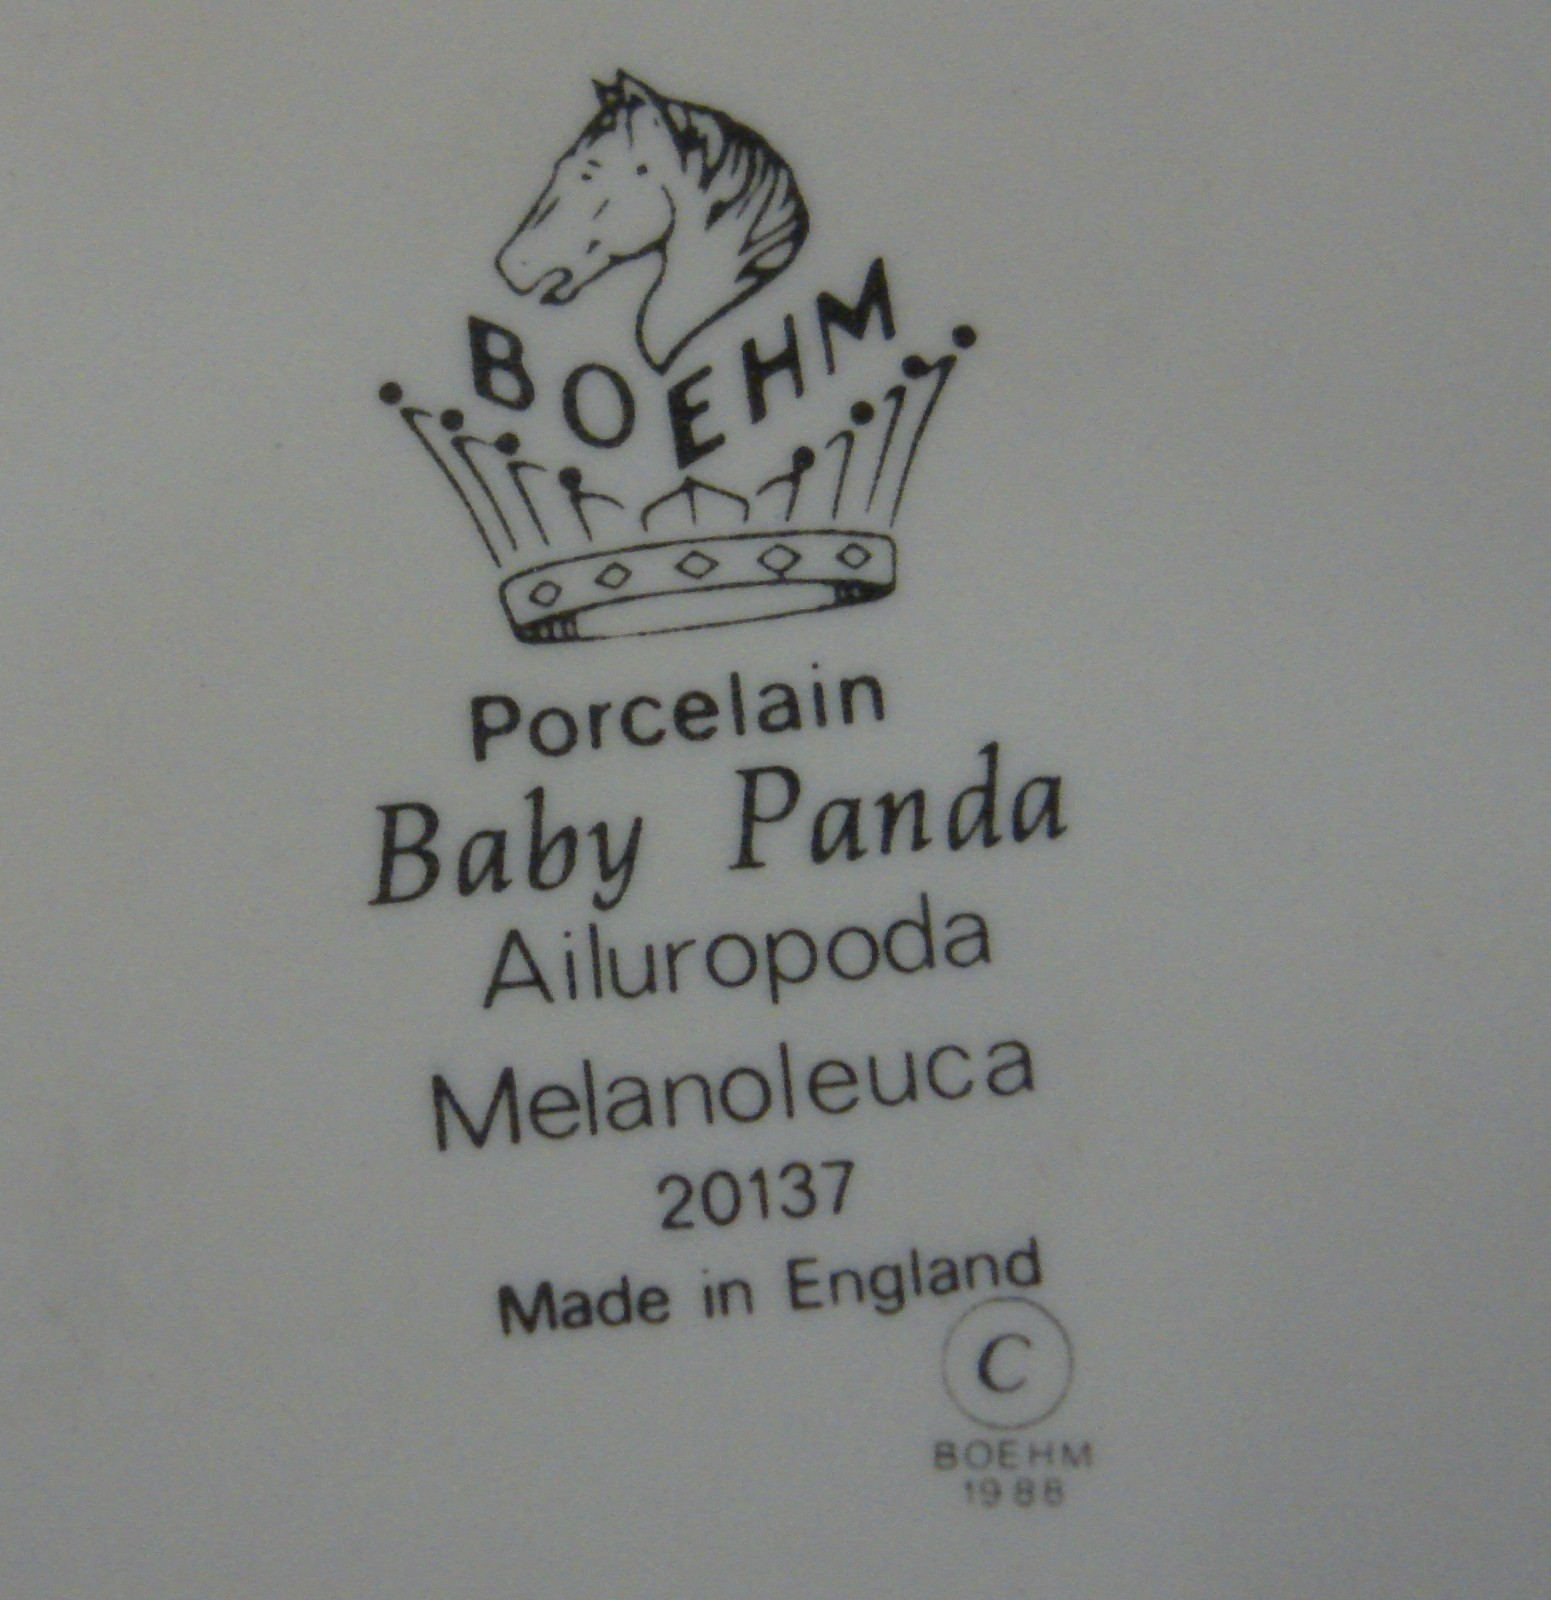 BOEHM
Porcelain
Baby Panda
Ailuropoda
Melanoleuca
20137
Made in England
©
BOEHM
1988